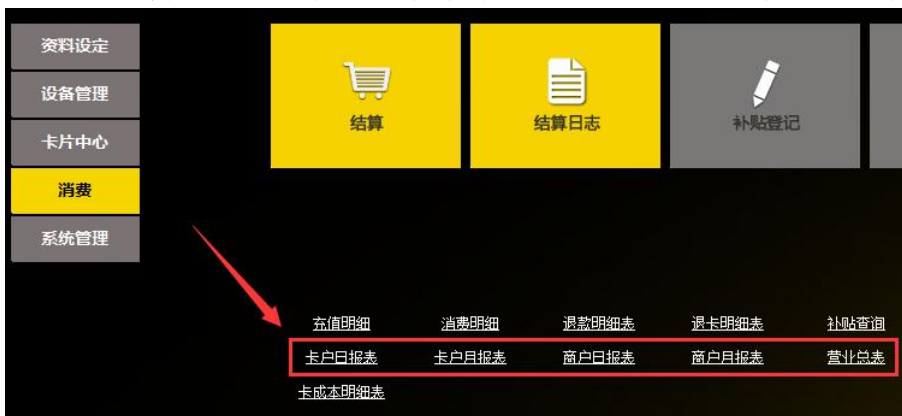 资料设定
设备管理
卡片中心
消费
系统管理
结算
结算日志
补贴登记
充值明细 消费明细 退款明细表 退卡明细表 补贴查询
卡户日报表 卡户月报表 商户日报表 商户月报表 营业总表
卡成本明细表